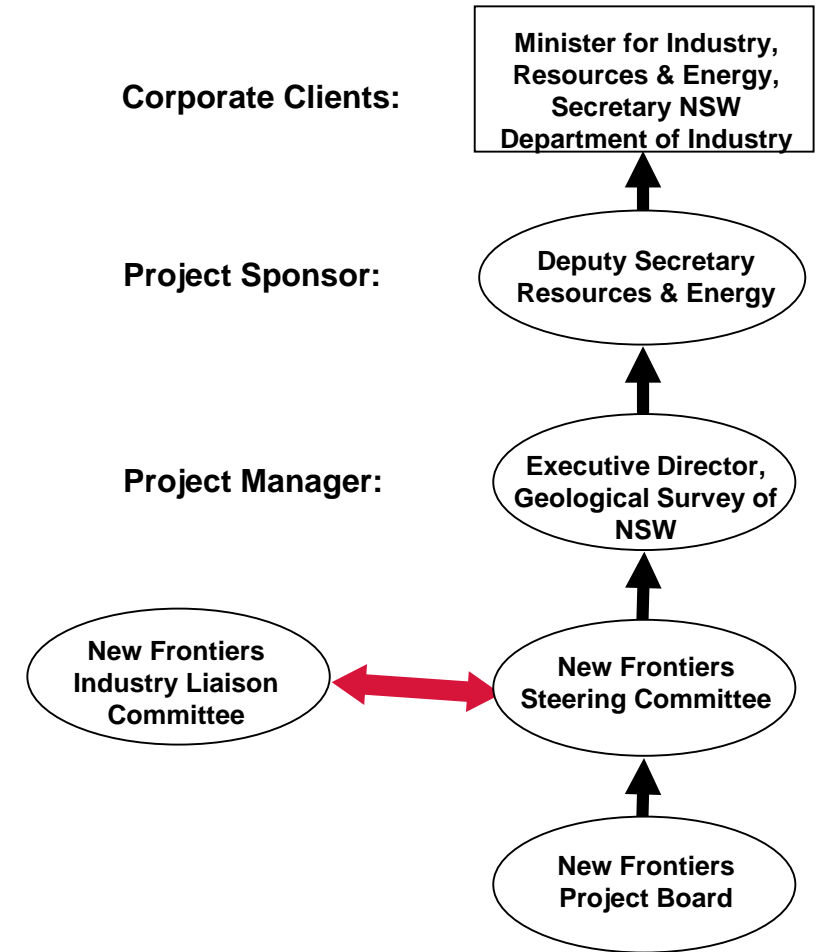 Corporate Clients:
Minister for Industry,
Resources & Energy,
Secretary NSW
Department of Industry
Project Sponsor:
Deputy Secretary
Resources & Energy
Project Manager:
Executive Director,
Geological Survey of
NSW
New Frontiers
Industry Liaison
Committee
New Frontiers
Steering Committee
New Frontiers
Project Board